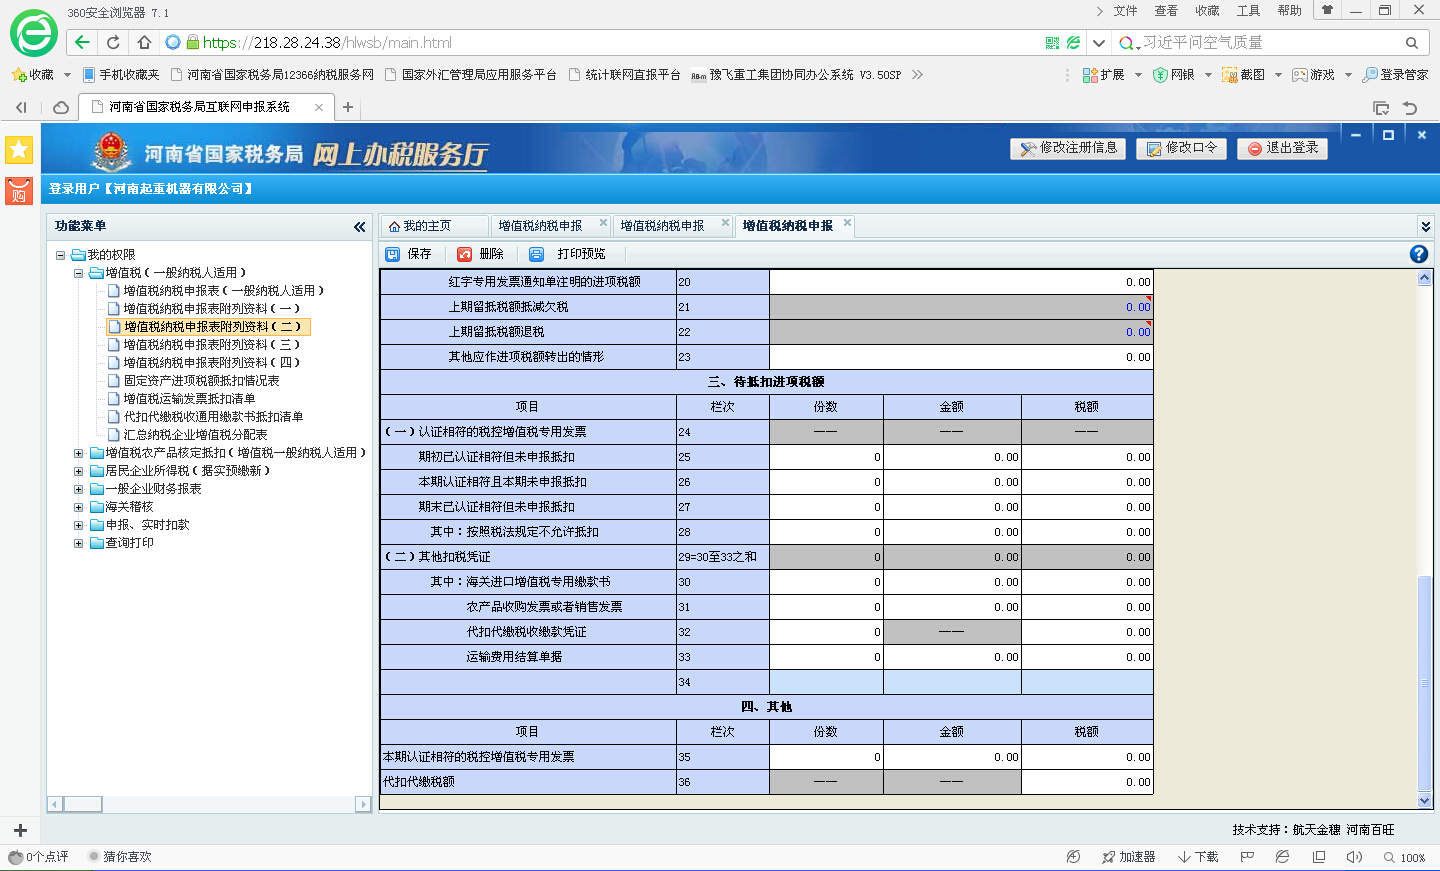 360安全浏览器 7.1
文件 查看 收藏 工具 帮助
https://218.28.24.38/hlwsb/main.html
习近平问空气质量
收藏 手机收藏夹 河南省国家税务局12366纳税服务网 国家外汇管理局应用服务平台 统计联网直报平台 RBm 豫飞重工集团协同办公系统 V3.50SP
扩展 网银 截图 游戏 登录管家
河南省国家税务局互联网申报系统
购
河南省国家税务局 网上办税服务厅
修改注册信息 修改口令 退出登录
登录用户【河南起重机器有限公司】
功能菜单
我的权限
增值税（一般纳税人适用）
增值税纳税申报表（一般纳税人适用）
增值税纳税申报表附列资料（一）
增值税纳税申报表附列资料（二）
增值税纳税申报表附列资料（三）
增值税纳税申报表附列资料（四）
固定资产进项税额抵扣情况表
增值税运输发票抵扣清单
代扣代缴税收通用缴款书抵扣清单
汇总纳税企业增值税分配表
增值税农产品核定抵扣（增值税一般纳税人适用）
居民企业所得税（据实预缴新）
一般企业财务报表
海关稽核
申报、实时扣款
查询打印
我的主页 增值税纳税申报 增值税纳税申报 增值税纳税申报
保存 删除 打印预览
红字专用发票通知单注明的进项税额 20 0.00
上期留抵税额抵减欠税 21 0.00
上期留抵税额退税 22 0.00
其他应作进项税额转出的情形 23 0.00
三、待抵扣进项税额
项目 栏次 份数 金额 税额
（一）认证相符的税控增值税专用发票 24 —— —— ——
期初已认证相符但未申报抵扣 25 0 0.00 0.00
本期认证相符且本期未申报抵扣 26 0 0.00 0.00
期末已认证相符但未申报抵扣 27 0 0.00 0.00
其中：按照税法规定不允许抵扣 28 0 0.00 0.00
（二）其他扣税凭证 29=30至33之和 0 0.00 0.00
其中：海关进口增值税专用缴款书 30 0 0.00 0.00
农产品收购发票或者销售发票 31 0 0.00 0.00
代扣代缴税收缴款凭证 32 0 —— 0.00
运输费用结算单据 33 0 0.00 0.00
34
四、其他
项目 栏次 份数 金额 税额
本期认证相符的税控增值税专用发票 35 0 0.00 0.00
代扣代缴税额 36 —— —— 0.00
技术支持：航天金穗 河南百旺
0个点评 猜你喜欢
加速器 下载 100%